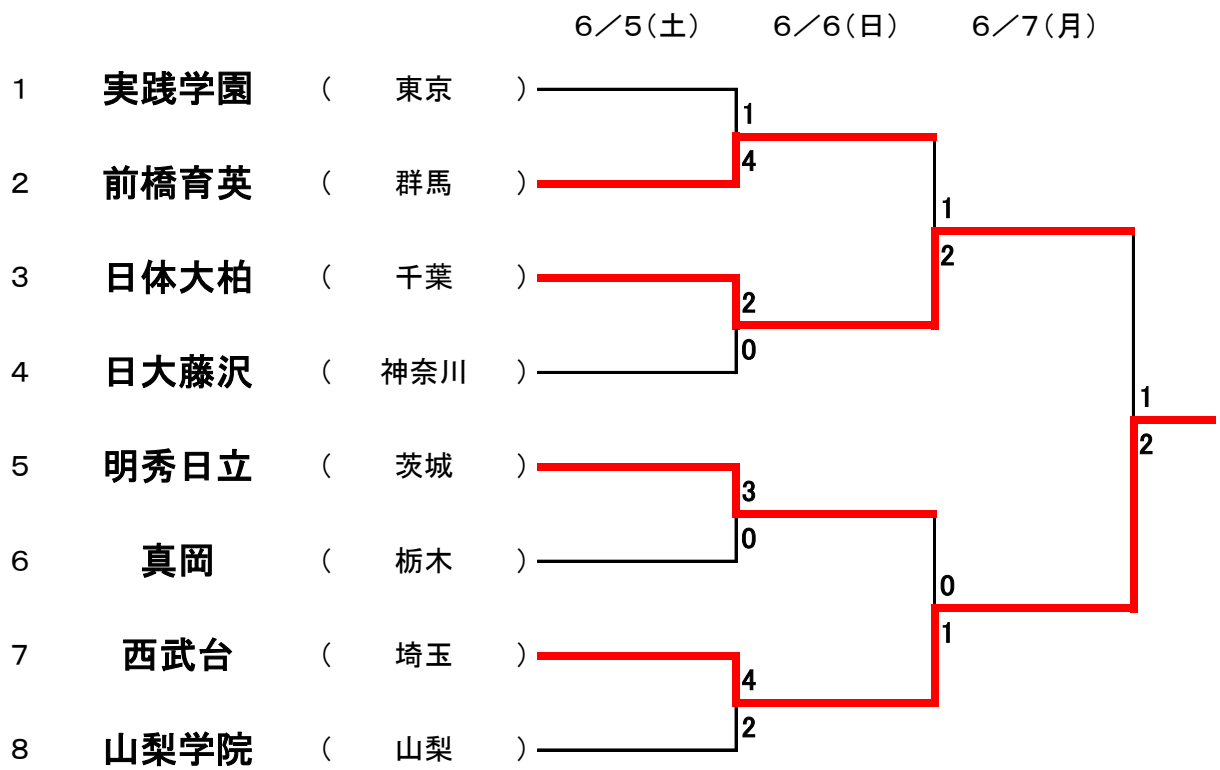 6／5(土) 6／6(日) 6／7(月)
1 実践学園 ( 東京 )
1
4
2 前橋育英 ( 群馬 )
1
2
3 日体大柏 ( 千葉 )
2
0
4 日大藤沢 ( 神奈川 )
1
2
5 明秀日立 ( 茨城 )
3
0
6 真岡 ( 栃木 )
0
1
7 西武台 ( 埼玉 )
4
2
8 山梨学院 ( 山梨 )